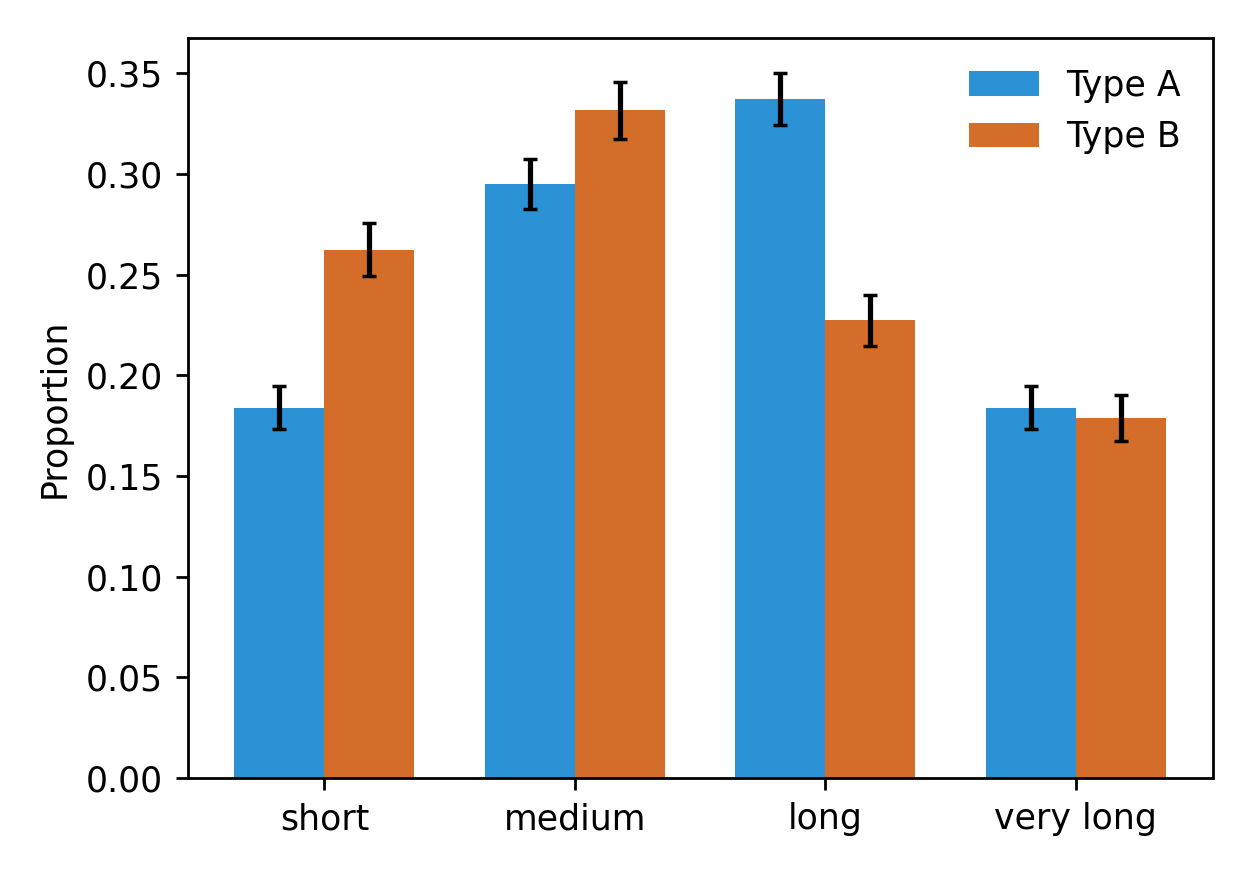 Proportion
0.35
0.30
0.25
0.20
0.15
0.10
0.05
0.00
short
medium
long
very long
Type A
Type B